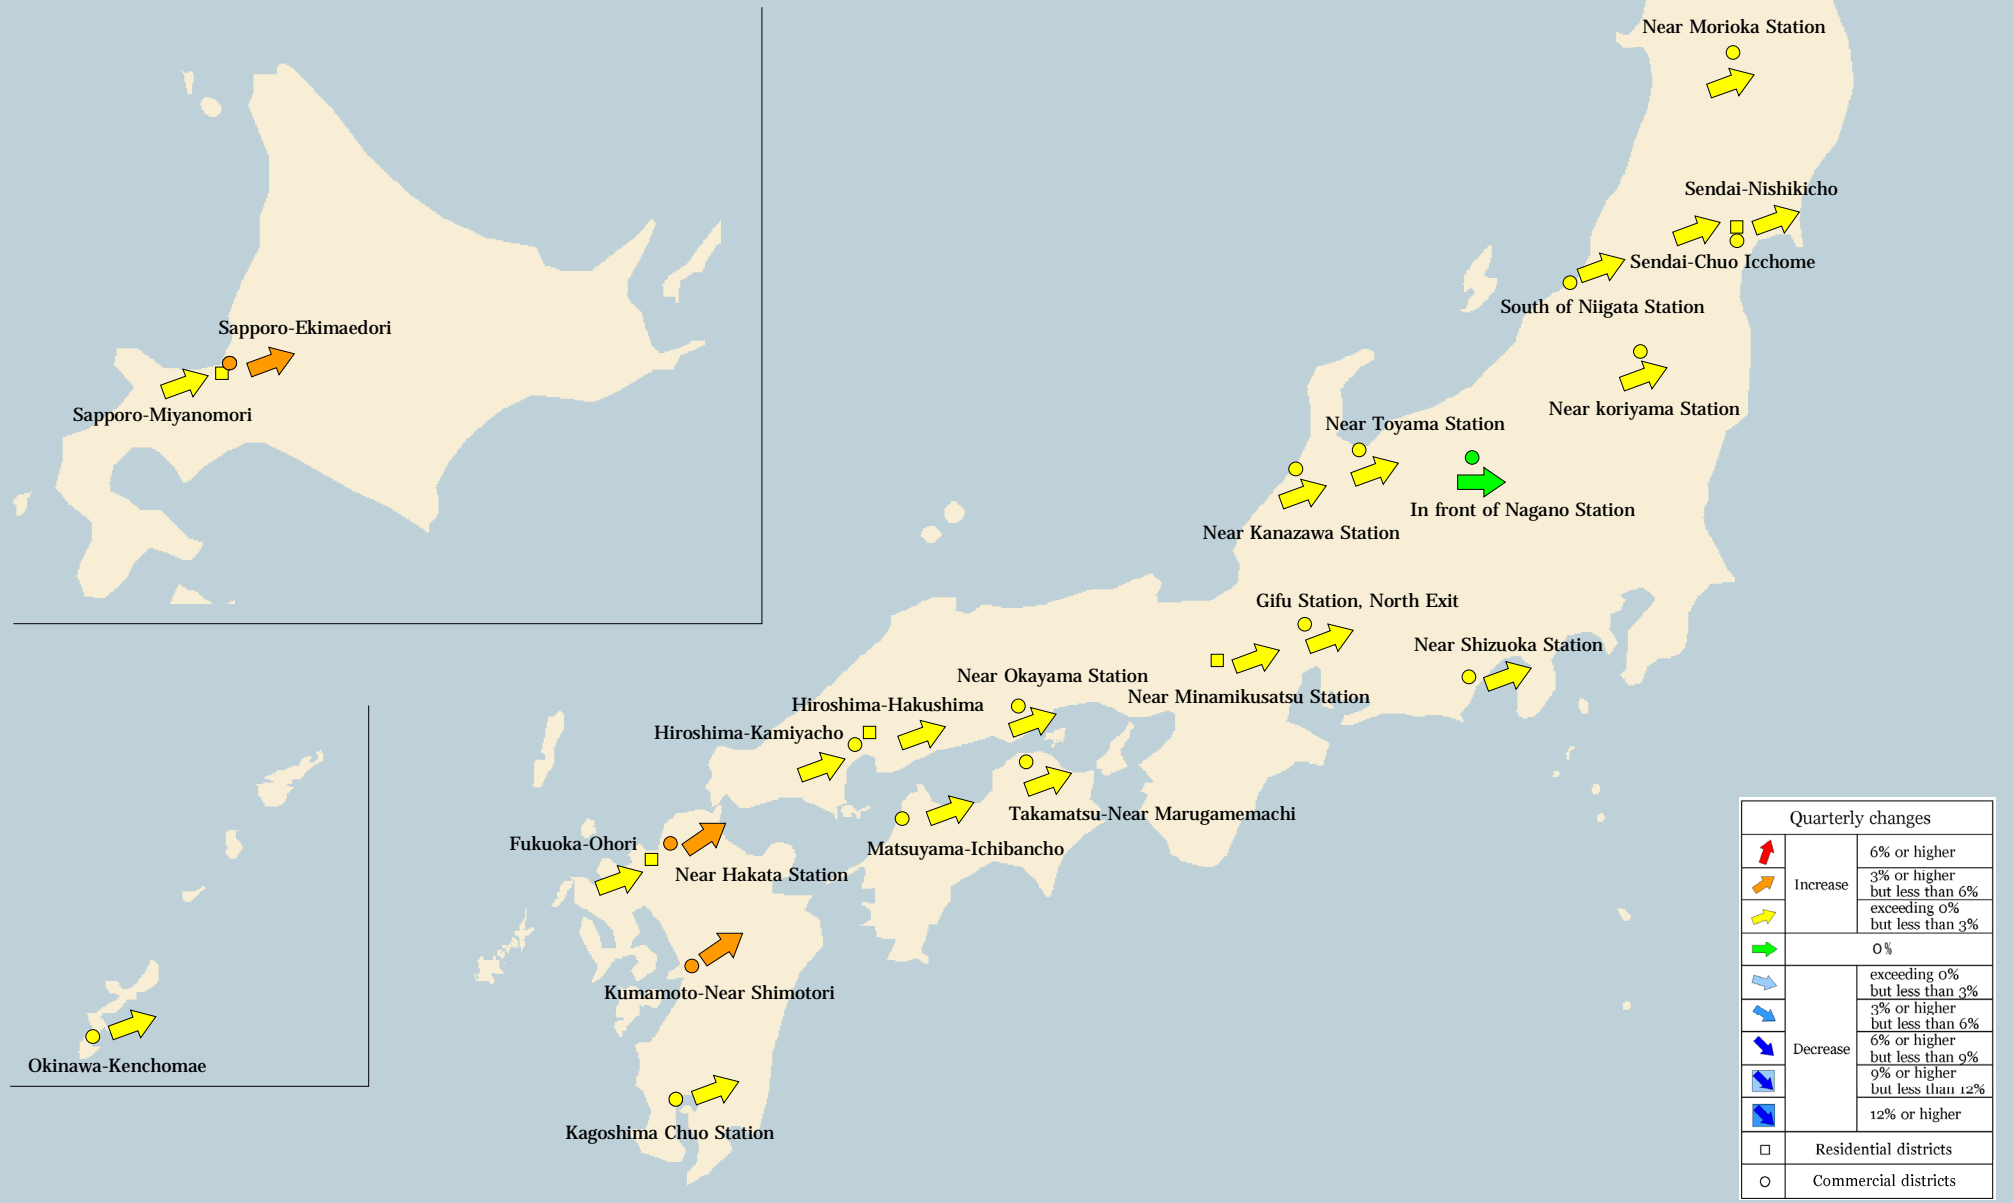 Near Morioka Station
Sendai-Nishikicho
Sendai-Chuo Icchome
South of Niigata Station
Sapporo-Ekimaedori
Sapporo-Miyanomori
Near koriyama Station
Near Toyama Station
In front of Nagano Station
Near Kanazawa Station
Gifu Station, North Exit
Near Shizuoka Station
Near Okayama Station
Near Minamikusatsu Station
Hiroshima-Hakushima
Hiroshima-Kamiyacho
Takamatsu-Near Marugamemachi
Matsuyama-Ichibancho
Fukuoka-Ohori
Near Hakata Station
Kumamoto-Near Shimotori
Okinawa-Kenchomae
Kagoshima Chuo Station
Quarterly changes
Increase
6% or higher
3% or higher
but less than 6%
exceeding 0%
but less than 3%
0%
Decrease
exceeding 0%
but less than 3%
3% or higher
but less than 6%
6% or higher
but less than 9%
9% or higher
but less than 12%
12% or higher
Residential districts
Commercial districts